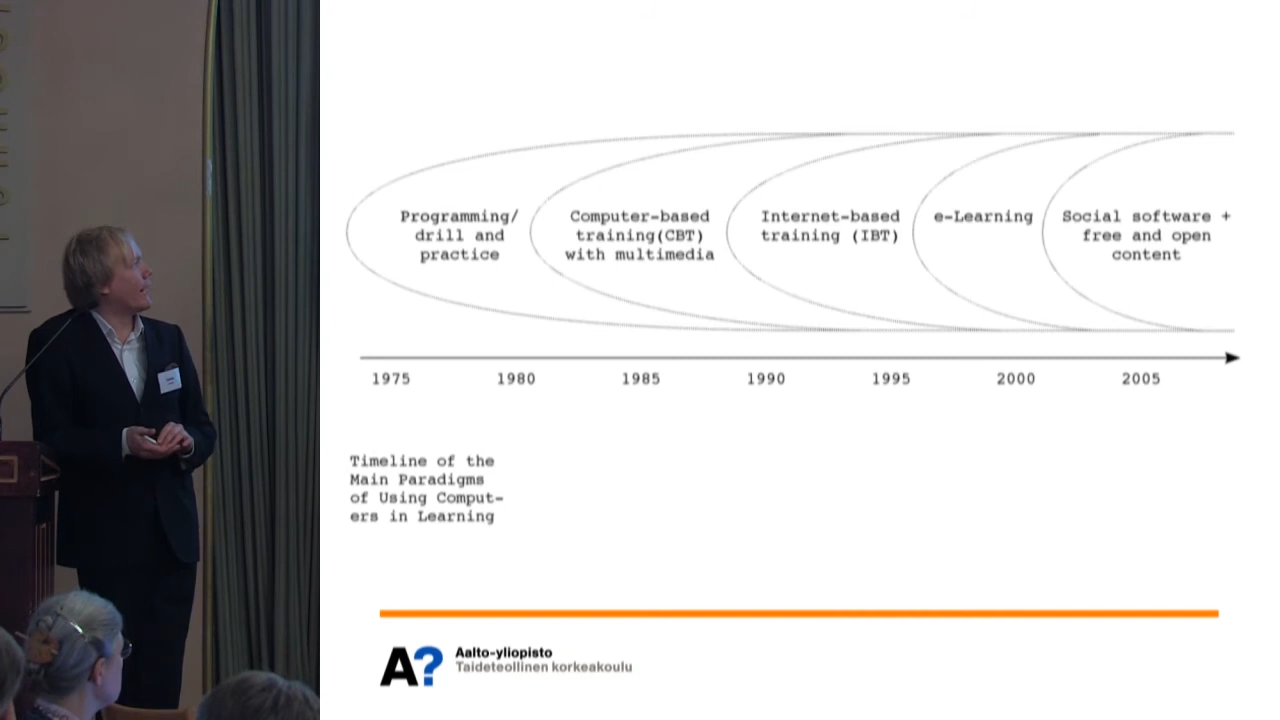 Programming/
drill and
practice
Computer-based
training(CBT)
with multimedia
Internet-based
training (IBT)
e-Learning
Social software +
free and open
content
1975 1980 1985 1990 1995 2000 2005
Timeline of the
Main Paradigms
of Using Comput-
ers in Learning
A?
Aalto-yliopisto
Taideteollinen korkeakoulu